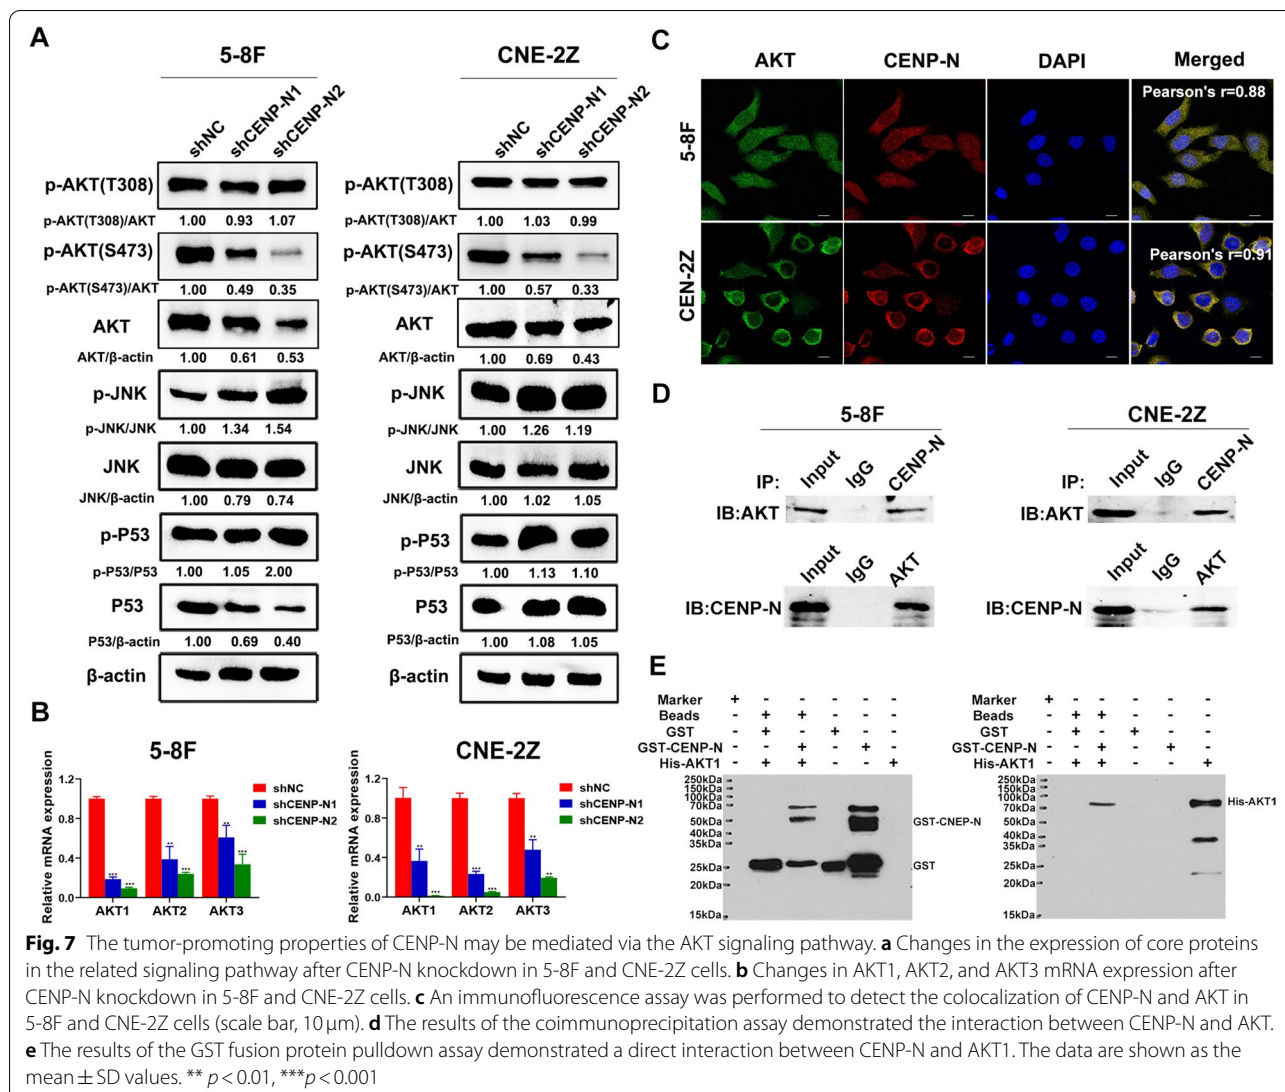 A
5-8F
CNE-2Z
shNC shCENP-N1 shCENP-N2
shNC shCENP-N1 shCENP-N2
p-AKT(T308)
p-AKT(T308)/AKT 1.00 0.93 1.07
p-AKT(S473)
p-AKT(S473)/AKT 1.00 0.49 0.35
AKT
AKT/β-actin 1.00 0.61 0.53
p-JNK
p-JNK/JNK 1.00 1.34 1.54
JNK
JNK/β-actin 1.00 0.79 0.74
p-P53
p-P53/P53 1.00 1.05 2.00
P53
P53/β-actin 1.00 0.69 0.40
β-actin
p-AKT(T308)
p-AKT(T308)/AKT 1.00 1.03 0.99
p-AKT(S473)
p-AKT(S473)/AKT 1.00 0.57 0.33
AKT
AKT/β-actin 1.00 0.69 0.43
p-JNK
p-JNK/JNK 1.00 1.26 1.19
JNK
JNK/β-actin 1.00 1.02 1.05
p-P53
p-P53/P53 1.00 1.13 1.10
P53
P53/β-actin 1.00 1.08 1.05
β-actin
B
5-8F
Relative mRNA expression
1.2
0.8
0.4
0.0
*** *** ** *** ** ***
AKT1 AKT2 AKT3
shNC
shCENP-N1
shCENP-N2
CNE-2Z
Relative mRNA expression
1.2
0.8
0.4
0.0
** *** *** *** ** **
AKT1 AKT2 AKT3
shNC
shCENP-N1
shCENP-N2
C
AKT CENP-N DAPI Merged
5-8F
Pearson's r=0.88
CEN-2Z
Pearson's r=0.91
D
5-8F
IP: Input IgG CENP-N
IB:AKT
Input IgG AKT
IB:CENP-N
CNE-2Z
IP: Input IgG CENP-N
IB:AKT
Input IgG AKT
IB:CENP-N
E
Marker + - - - - -
Beads - + + - - -
GST - + - + - -
GST-CENP-N - - + - + -
His-AKT1 - + + - - +
250kDa
150kDa
100kDa
70kDa
50kDa
40kDa
35kDa
25kDa
20kDa
15kDa
GST-CNEP-N
GST
Marker + - - - - -
Beads - + + - - -
GST - + - + - -
GST-CENP-N - - + - + -
His-AKT1 - + + - - +
250kDa
150kDa
100kDa
70kDa
50kDa
40kDa
35kDa
25kDa
20kDa
15kDa
His-AKT1
Fig. 7 The tumor-promoting properties of CENP-N may be mediated via the AKT signaling pathway. a Changes in the expression of core proteins
in the related signaling pathway after CENP-N knockdown in 5-8F and CNE-2Z cells. b Changes in AKT1, AKT2, and AKT3 mRNA expression after
CENP-N knockdown in 5-8F and CNE-2Z cells. c An immunofluorescence assay was performed to detect the colocalization of CENP-N and AKT in
5-8F and CNE-2Z cells (scale bar, 10 μm). d The results of the coimmunoprecipitation assay demonstrated the interaction between CENP-N and AKT.
e The results of the GST fusion protein pulldown assay demonstrated a direct interaction between CENP-N and AKT1. The data are shown as the
mean ± SD values. ** p < 0.01, ***p < 0.001